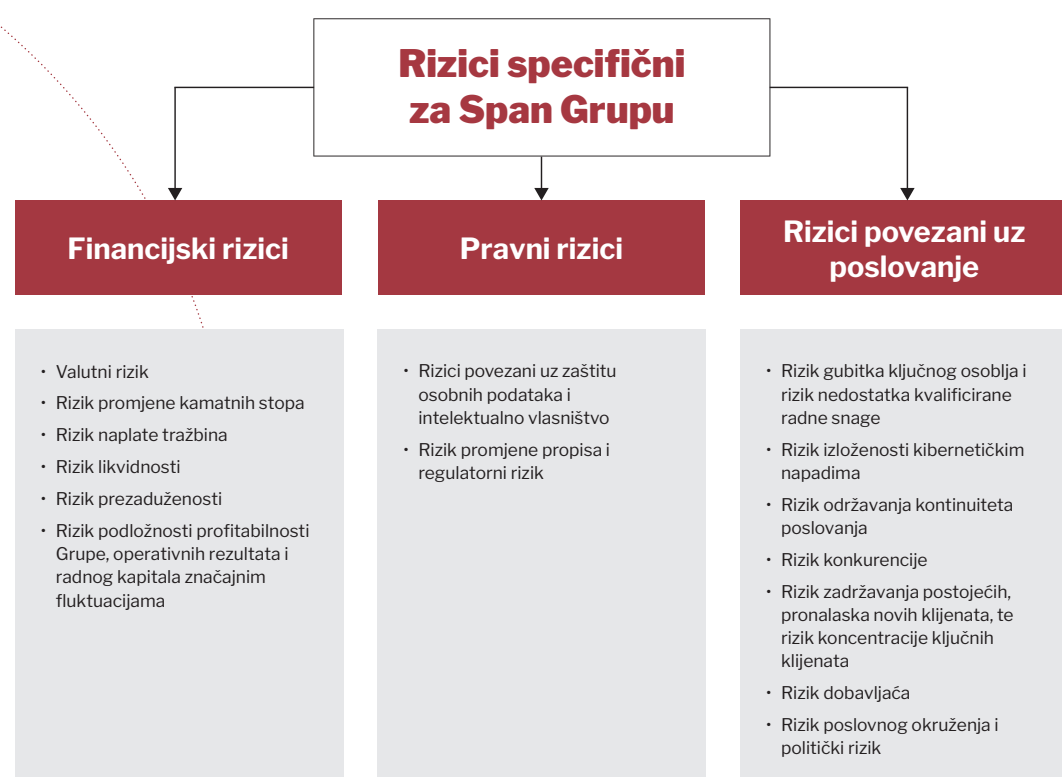 Rizici specifični
za Span Grupu
Financijski rizici
Pravni rizici
Rizici povezani uz
poslovanje
· Valutni rizik
· Rizik promjene kamatnih stopa
· Rizik naplate tražbina
· Rizik likvidnosti
· Rizik prezaduženosti
· Rizik podložnosti profitabilnosti
Grupe, operativnih rezultata i
radnog kapitala značajnim
fluktuacijama
· Rizici povezani uz zaštitu
osobnih podataka i
intelektualno vlasništvo
· Rizik promjene propisa i
regulatorni rizik
· Rizik gubitka ključnog osoblja i
rizik nedostatka kvalificirane
radne snage
· Rizik izloženosti kibernetičkim
napadima
· Rizik održavanja kontinuiteta
poslovanja
· Rizik konkurencije
· Rizik zadržavanja postojećih,
pronalaska novih klijenata, te
rizik koncentracije ključnih
klijenata
· Rizik dobavljaća
· Rizik poslovnog okruženja i
politički rizik